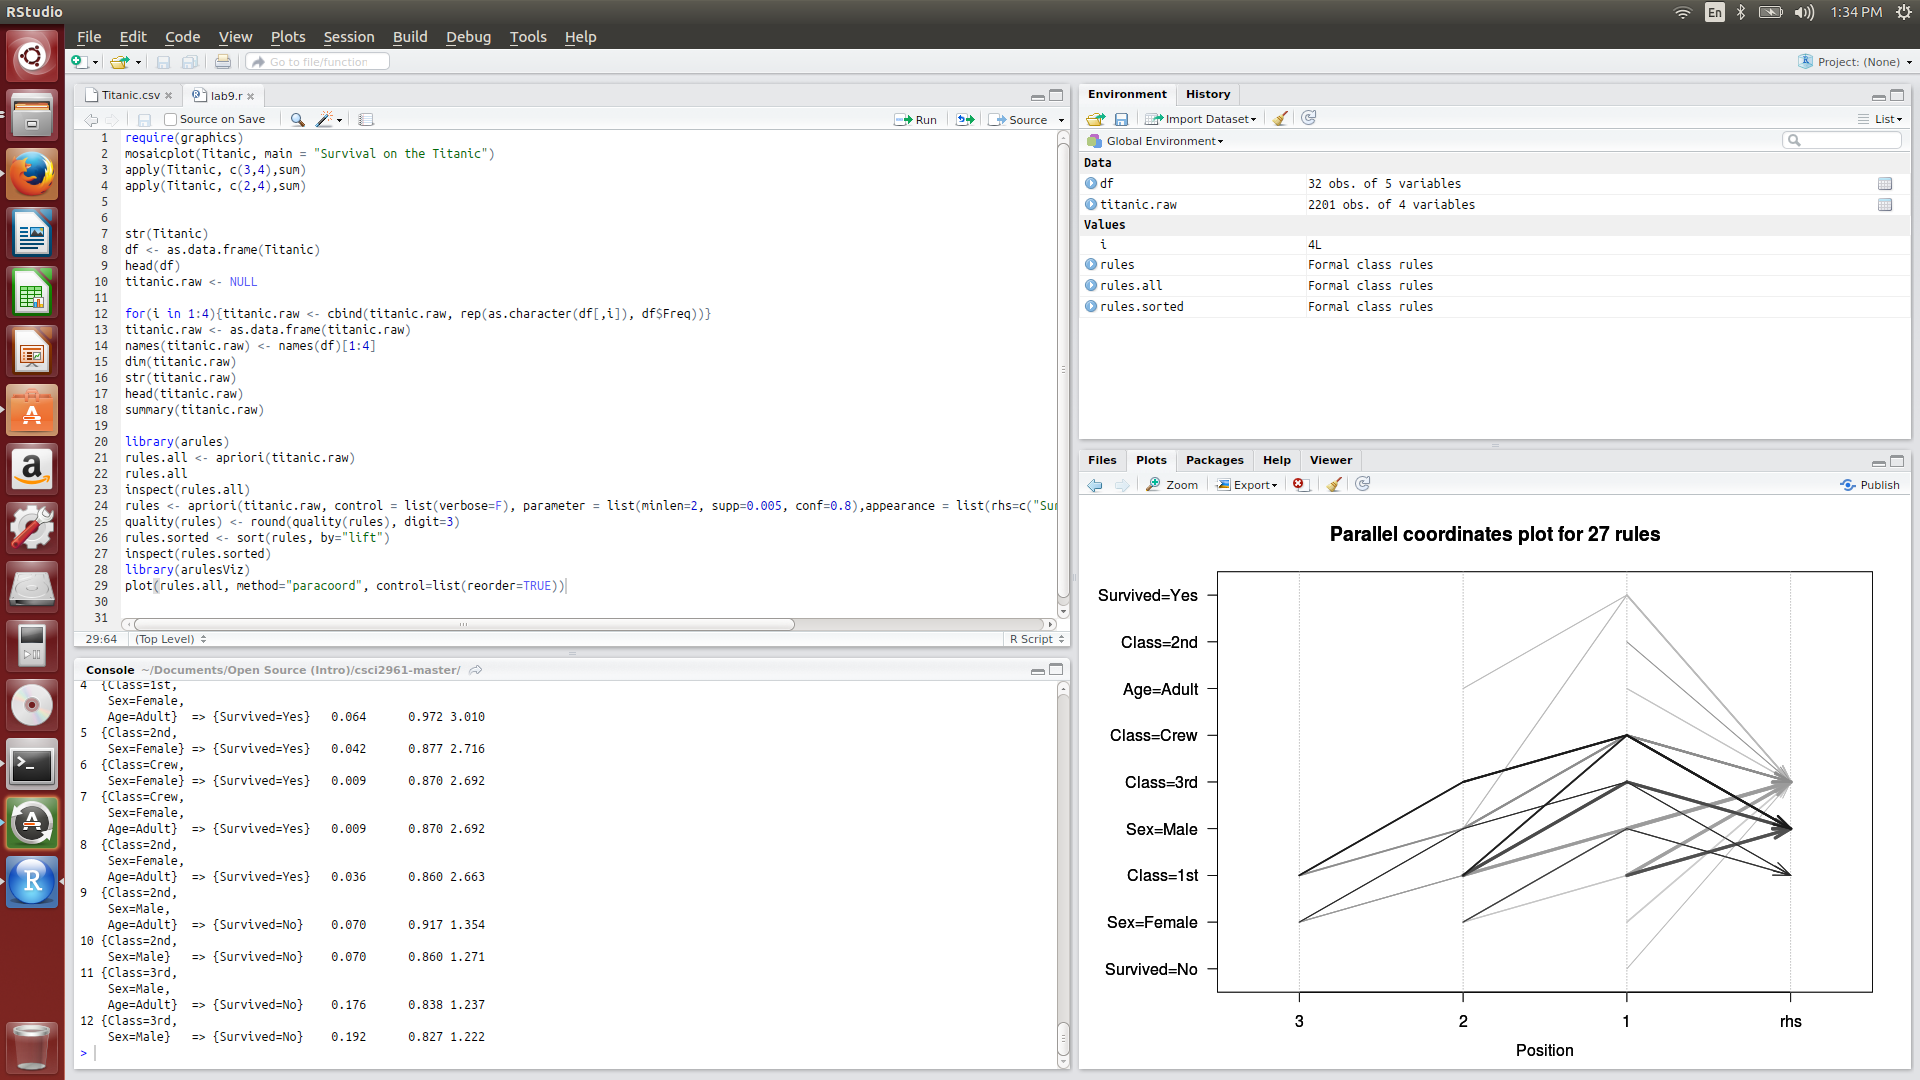 RStudio
En
1:34 PM
File Edit Code View Plots Session Build Debug Tools Help
Go to file/function
Project: (None)
Titanic.csv
lab9.r
Source on Save
Run
Source
1 require(graphics)
2 mosaicplot(Titanic, main = "Survival on the Titanic")
3 apply(Titanic, c(3,4),sum)
4 apply(Titanic, c(2,4),sum)
5
6
7 str(Titanic)
8 df <- as.data.frame(Titanic)
9 head(df)
10 titanic.raw <- NULL
11
12 for(i in 1:4){titanic.raw <- cbind(titanic.raw, rep(as.character(df[,i]), df$Freq))}
13 titanic.raw <- as.data.frame(titanic.raw)
14 names(titanic.raw) <- names(df)[1:4]
15 dim(titanic.raw)
16 str(titanic.raw)
17 head(titanic.raw)
18 summary(titanic.raw)
19
20 library(arules)
21 rules.all <- apriori(titanic.raw)
22 rules.all
23 inspect(rules.all)
24 rules <- apriori(titanic.raw, control = list(verbose=F), parameter = list(minlen=2, supp=0.005, conf=0.8),appearance = list(rhs=c("Sur
25 quality(rules) <- round(quality(rules), digit=3)
26 rules.sorted <- sort(rules, by="lift")
27 inspect(rules.sorted)
28 library(arulesViz)
29 plot(rules.all, method="paracoord", control=list(reorder=TRUE))
30
31
29:64 (Top Level) R Script
Console ~/Documents/Open Source (Intro)/csci2961-master/
4 {Class=1st,
Sex=Female,
Age=Adult} => {Survived=Yes} 0.064 0.972 3.010
5 {Class=2nd,
Sex=Female} => {Survived=Yes} 0.042 0.877 2.716
6 {Class=Crew,
Sex=Female} => {Survived=Yes} 0.009 0.870 2.692
7 {Class=Crew,
Sex=Female,
Age=Adult} => {Survived=Yes} 0.009 0.870 2.692
8 {Class=2nd,
Sex=Female,
Age=Adult} => {Survived=Yes} 0.036 0.860 2.663
9 {Class=2nd,
Sex=Male,
Age=Adult} => {Survived=No} 0.070 0.917 1.354
10 {Class=2nd,
Sex=Male} => {Survived=No} 0.070 0.860 1.271
11 {Class=3rd,
Sex=Male,
Age=Adult} => {Survived=No} 0.176 0.838 1.237
12 {Class=3rd,
Sex=Male} => {Survived=No} 0.192 0.827 1.222
>
Environment History
Import Dataset
List
Global Environment
Data
df 32 obs. of 5 variables
titanic.raw 2201 obs. of 4 variables
Values
i 4L
rules Formal class rules
rules.all Formal class rules
rules.sorted Formal class rules
Files Plots Packages Help Viewer
Zoom Export Publish
Parallel coordinates plot for 27 rules
Survived=Yes
Class=2nd
Age=Adult
Class=Crew
Class=3rd
Sex=Male
Class=1st
Sex=Female
Survived=No
3 2 1 rhs
Position